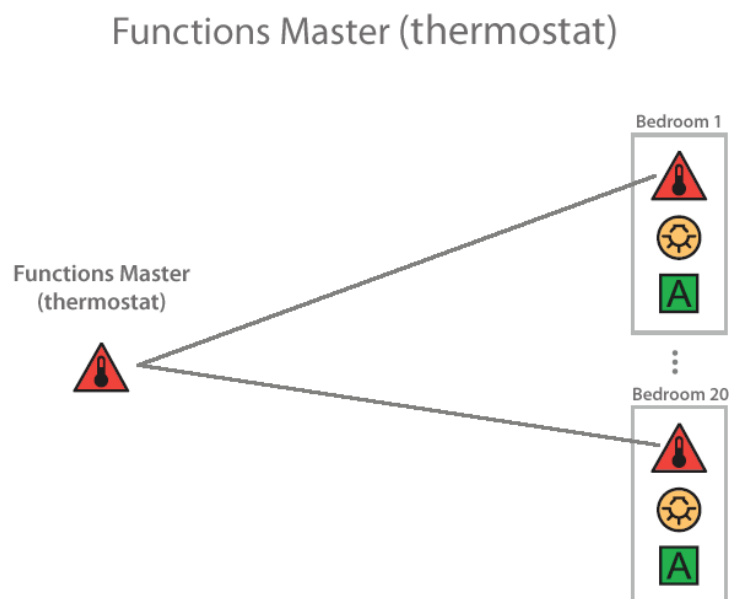 Functions Master (thermostat)
Bedroom 1
A
Functions Master
(thermostat)
Bedroom 20
A